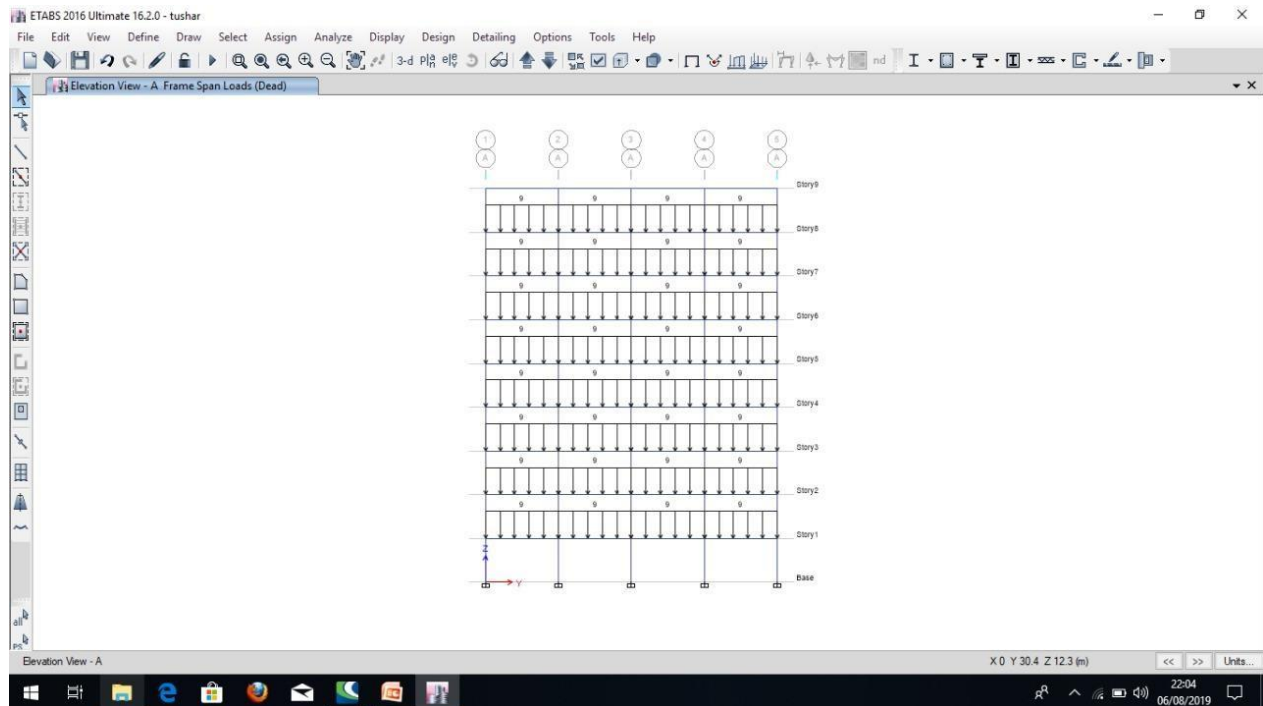 ETABS 2016 Ultimate 16.2.0 - tushar
File Edit View Define Draw Select Assign Analyze Display Design Detailing Options Tools Help
3-d nd
Elevation View - A Frame Span Loads (Dead)
1 2 3 4 5
A A A A A
Story9
9 9 9 9
Story8
9 9 9 9
Story7
9 9 9 9
Story6
9 9 9 9
Story5
9 9 9 9
Story4
9 9 9 9
Story3
9 9 9 9
Story2
9 9 9 9
Story1
Z
Y
Base
all
ps
Elevation View - A
X 0 Y 30.4 Z 12.3 (m)
<< >> Units...
22:04
06/08/2019